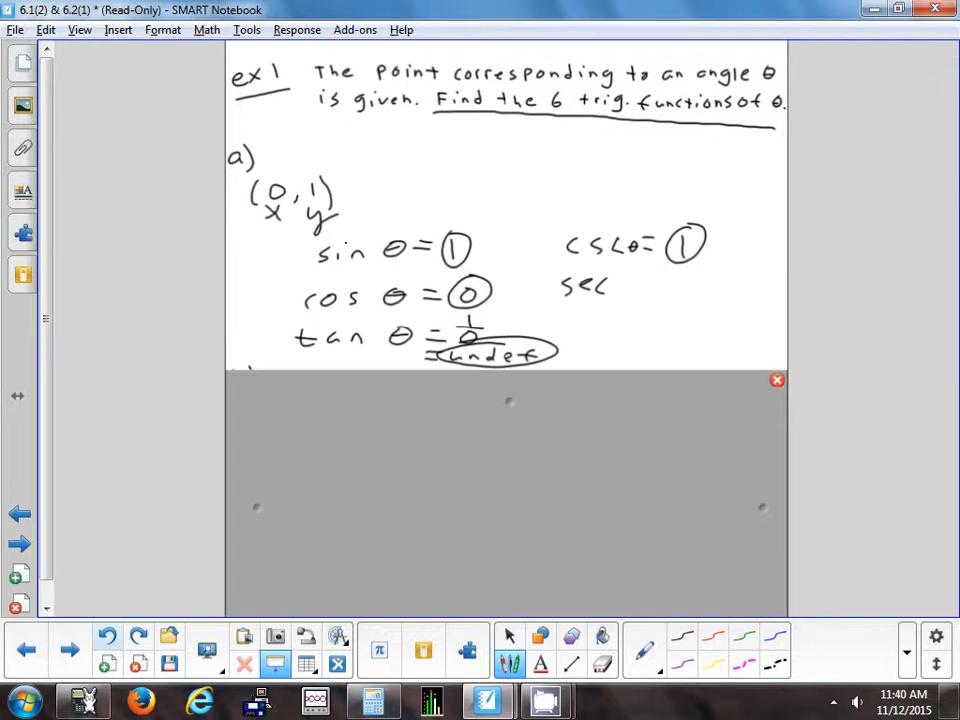 6.1(2) & 6.2(1) * (Read-Only) - SMART Notebook
File Edit View Insert Format Math Tools Response Add-ons Help
ex 1 The point corresponding to an angle θ
is given. Find the 6 trig. functions of θ.
a)
(0, 1)
x y
sin θ = 1 csc θ = 1
cos θ = 0 sec
tan θ = 1/0
= undef
11:40 AM
11/12/2015